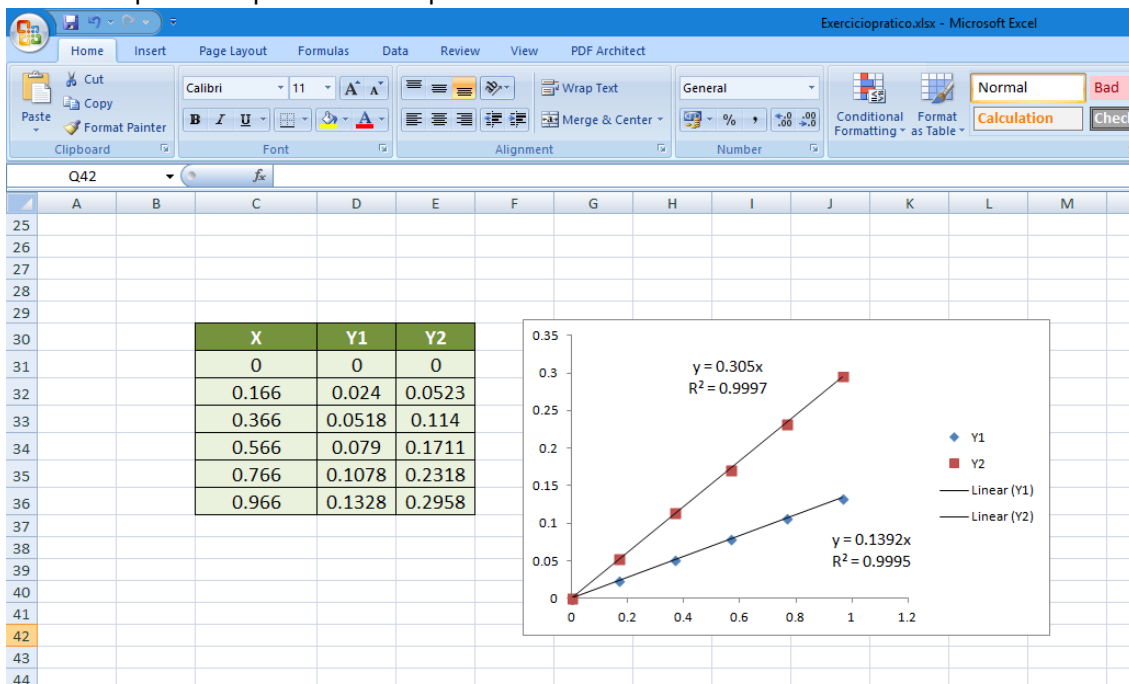 Exerciciopratico.xlsx - Microsoft Excel
Home Insert Page Layout Formulas Data Review View PDF Architect
Paste
Cut
Copy
Format Painter
Clipboard
Calibri 11 A A
B I U A
Font
Wrap Text
Merge & Center
Alignment
General
% , .0 .00 .00 .0
Number
Conditional Formatting
Format as Table
Normal Bad
Calculation Chec
Q42 fx
A B C D E F G H I J K L M
25
26
27
28
29
30 X Y1 Y2
31 0 0 0
32 0.166 0.024 0.0523
33 0.366 0.0518 0.114
34 0.566 0.079 0.1711
35 0.766 0.1078 0.2318
36 0.966 0.1328 0.2958
37
38
39
40
41
42
43
44
0.35
0.3
0.25
0.2
0.15
0.1
0.05
0
0 0.2 0.4 0.6 0.8 1 1.2
y = 0.305x
R² = 0.9997
y = 0.1392x
R² = 0.9995
Y1
Y2
Linear (Y1)
Linear (Y2)